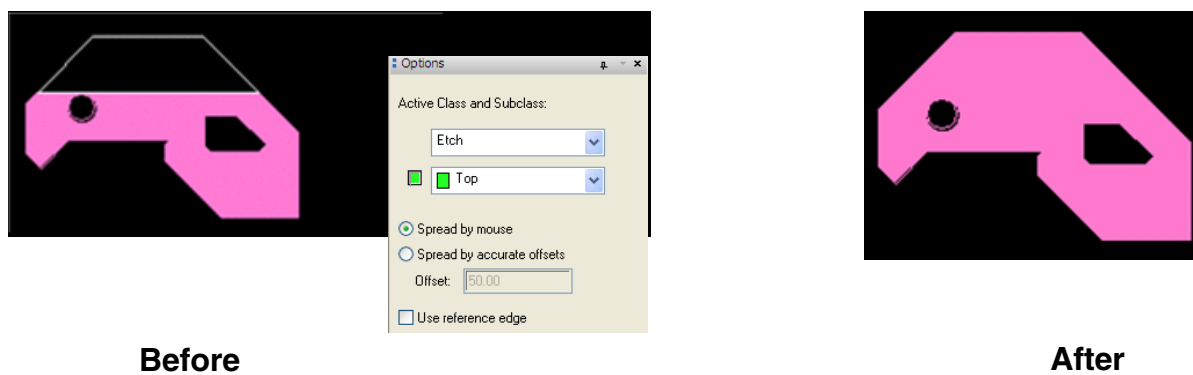 Options
Active Class and Subclass:
Etch
Top
Spread by mouse
Spread by accurate offsets
Offset: 50.00
Use reference edge
Before
After